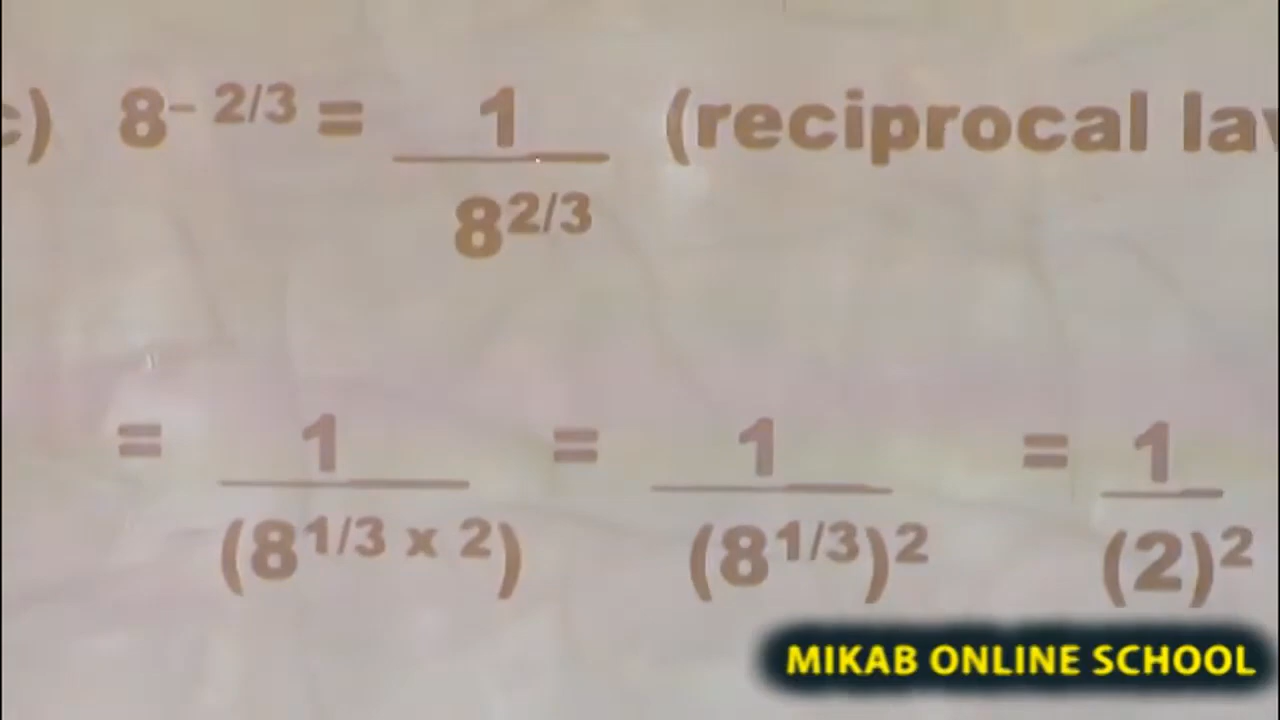 c) 8^{- 2/3} = 1/8^{2/3} (reciprocal
= 1/(8^{1/3 x 2}) = 1/(8^{1/3})^2 = 1/(2)^2
MIKAB ONLINE SCHOOL